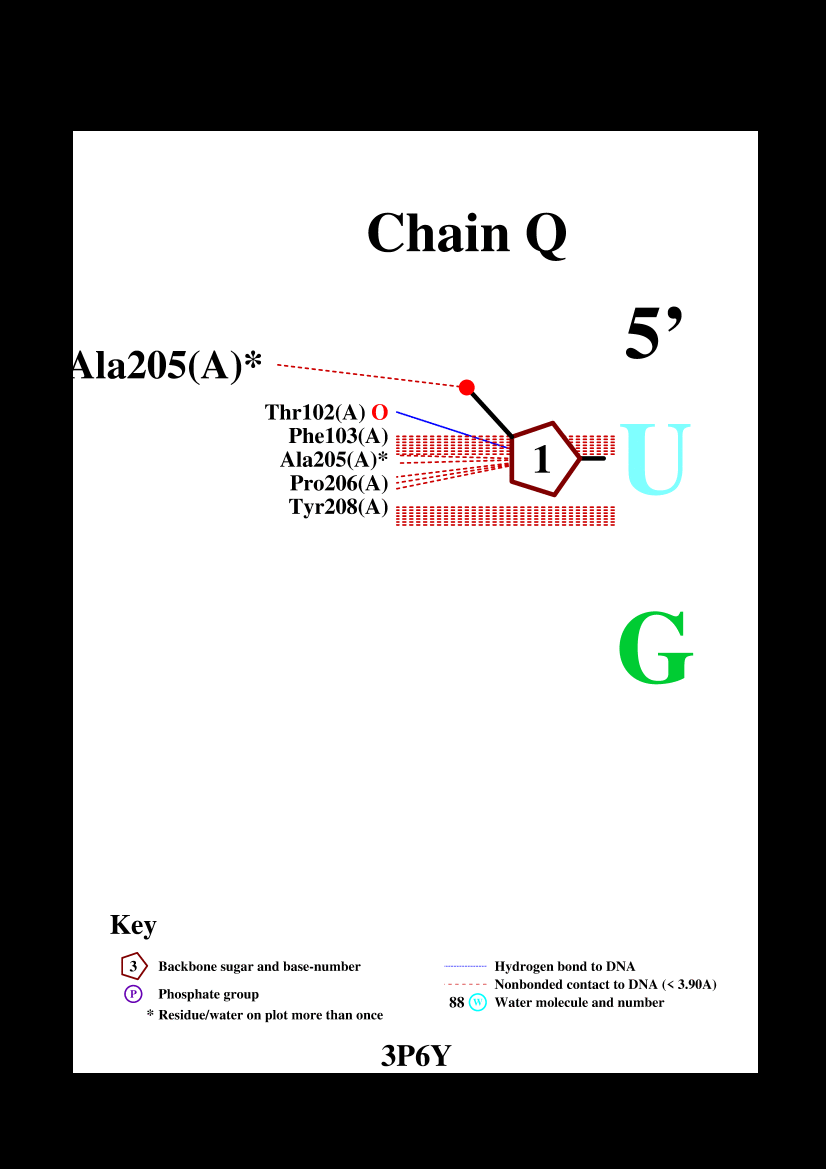 Chain Q
5’
Ala205(A)*
Thr102(A) O
Phe103(A)
Ala205(A)*
Pro206(A)
Tyr208(A)
1
U
G
Key
3 Backbone sugar and base-number
P Phosphate group
* Residue/water on plot more than once
Hydrogen bond to DNA
Nonbonded contact to DNA (< 3.90A)
88 W Water molecule and number
3P6Y